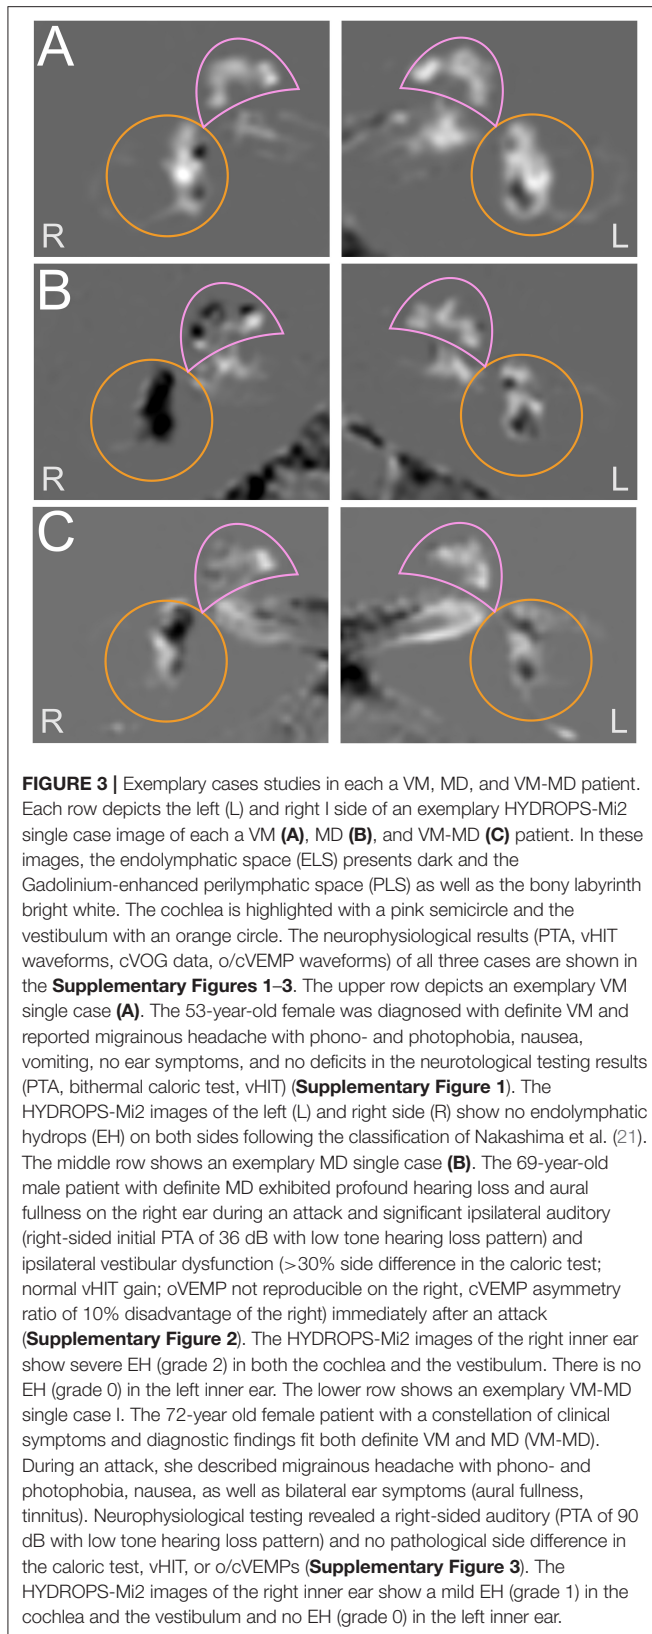 A
R
L
B
R
L
C
R
L
FIGURE 3 | Exemplary cases studies in each a VM, MD, and VM-MD patient.
Each row depicts the left (L) and right I side of an exemplary HYDROPS-Mi2
single case image of each a VM (A), MD (B), and VM-MD (C) patient. In these
images, the endolymphatic space (ELS) presents dark and the
Gadolinium-enhanced perilymphatic space (PLS) as well as the bony labyrinth
bright white. The cochlea is highlighted with a pink semicircle and the
vestibulum with an orange circle. The neurophysiological results (PTA, vHIT
waveforms, cVOG data, o/cVEMP waveforms) of all three cases are shown in
the Supplementary Figures 1–3. The upper row depicts an exemplary VM
single case (A). The 53-year-old female was diagnosed with definite VM and
reported migrainous headache with phono- and photophobia, nausea,
vomiting, no ear symptoms, and no deficits in the neurotological testing results
(PTA, bithermal caloric test, vHIT) (Supplementary Figure 1). The
HYDROPS-Mi2 images of the left (L) and right side (R) show no endolymphatic
hydrops (EH) on both sides following the classification of Nakashima et al. (21).
The middle row shows an exemplary MD single case (B). The 69-year-old
male patient with definite MD exhibited profound hearing loss and aural
fullness on the right ear during an attack and significant ipsilateral auditory
(right-sided initial PTA of 36 dB with low tone hearing loss pattern) and
ipsilateral vestibular dysfunction (>30% side difference in the caloric test;
normal vHIT gain; oVEMP not reproducible on the right, cVEMP asymmetry
ratio of 10% disadvantage of the right) immediately after an attack
(Supplementary Figure 2). The HYDROPS-Mi2 images of the right inner ear
show severe EH (grade 2) in both the cochlea and the vestibulum. There is no
EH (grade 0) in the left inner ear. The lower row shows an exemplary VM-MD
single case I. The 72-year old female patient with a constellation of clinical
symptoms and diagnostic findings fit both definite VM and MD (VM-MD).
During an attack, she described migrainous headache with phono- and
photophobia, nausea, as well as bilateral ear symptoms (aural fullness,
tinnitus). Neurophysiological testing revealed a right-sided auditory (PTA of 90
dB with low tone hearing loss pattern) and no pathological side difference in
the caloric test, vHIT, or o/cVEMPs (Supplementary Figure 3). The
HYDROPS-Mi2 images of the right inner ear show a mild EH (grade 1) in the
cochlea and the vestibulum and no EH (grade 0) in the left inner ear.